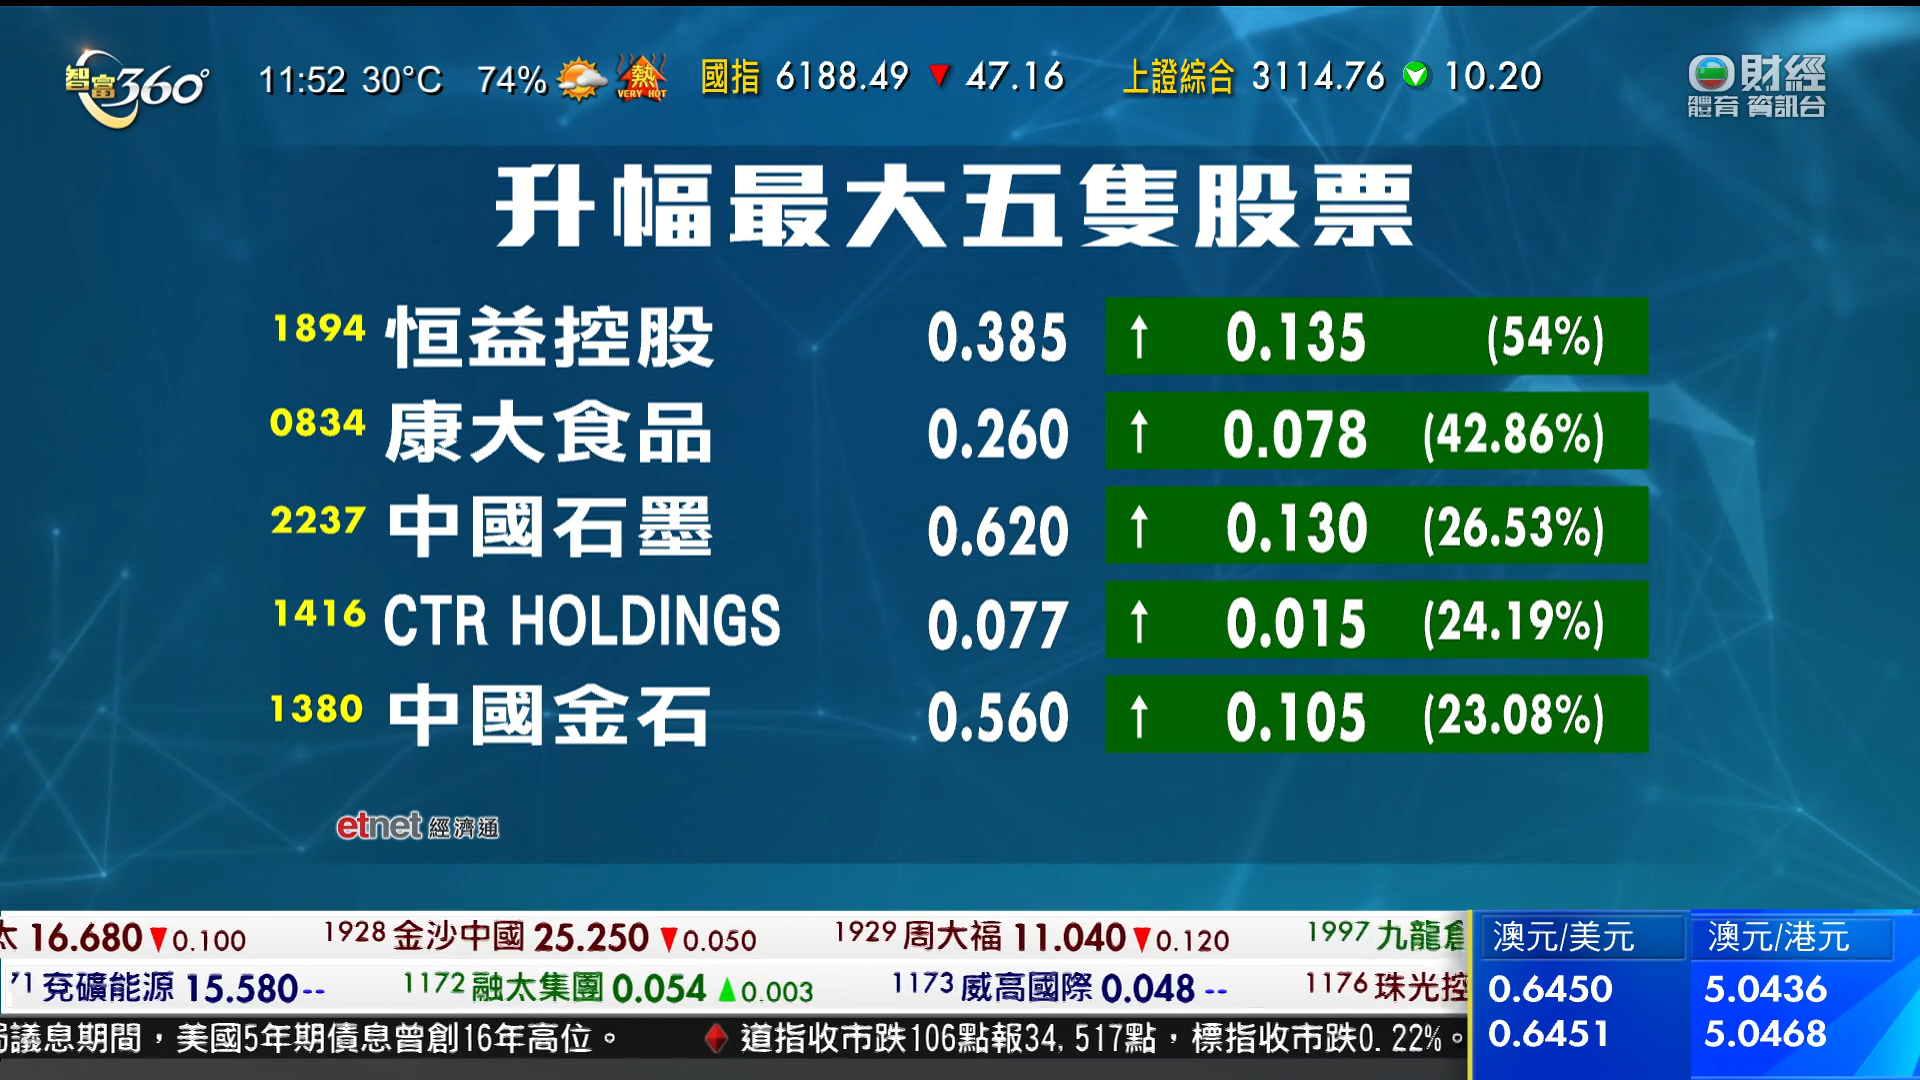 智富360°
11:52 30°C 74% 熱 VERY HOT 國指 6188.49 ▼ 47.16 上證綜合 3114.76 10.20
財經
體育 資訊台
升幅最大五隻股票
1894 恒益控股 0.385 ↑ 0.135 (54%)
0834 康大食品 0.260 ↑ 0.078 (42.86%)
2237 中國石墨 0.620 ↑ 0.130 (26.53%)
1416 CTR HOLDINGS 0.077 ↑ 0.015 (24.19%)
1380 中國金石 0.560 ↑ 0.105 (23.08%)
etnet 經濟通
太 16.680 ▼0.100 1928 金沙中國 25.250 ▼0.050 1929 周大福 11.040 ▼0.120 1997 九龍倉
71 兗礦能源 15.580-- 1172 融太集團 0.054 ▲0.003 1173 威高國際 0.048 -- 1176 珠光控
議息期間，美國5年期債息曾創16年高位。 道指收市跌106點報34,517點，標指收市跌0.22%。
澳元/美元 澳元/港元
0.6450 5.0436
0.6451 5.0468